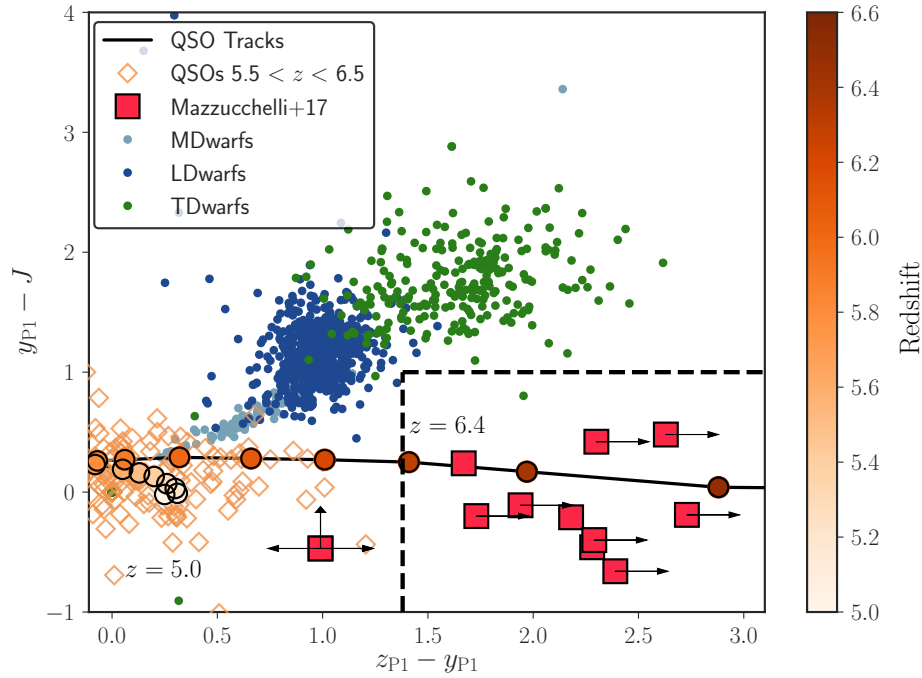 QSO Tracks
QSOs 5.5 < z < 6.5
Mazzucchelli+17
MDwarfs
LDwarfs
TDwarfs
z = 6.4
z = 5.0
4
3
2
1
0
−1
y_P1 − J
0.0 0.5 1.0 1.5 2.0 2.5 3.0
z_P1 − y_P1
6.6
6.4
6.2
6.0
5.8
5.6
5.4
5.2
5.0
Redshift